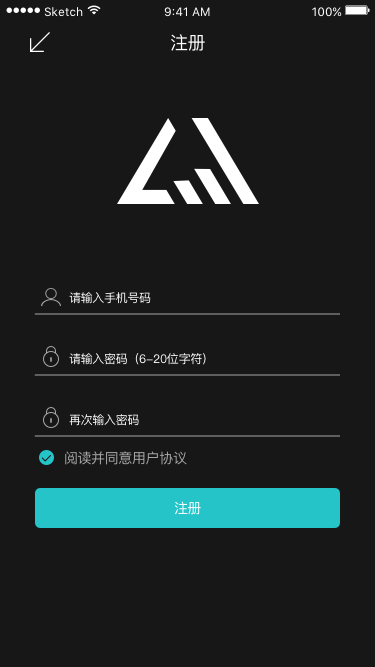 Sketch 9:41 AM 100%
注册
请输入手机号码
请输入密码（6-20位字符）
再次输入密码
阅读并同意用户协议
注册